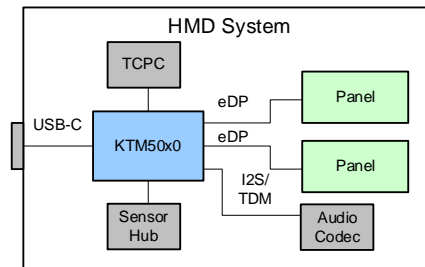 HMD System
TCPC
eDP
Panel
USB-C
KTM50x0
eDP
Panel
I2S/
TDM
Sensor
Hub
Audio
Codec